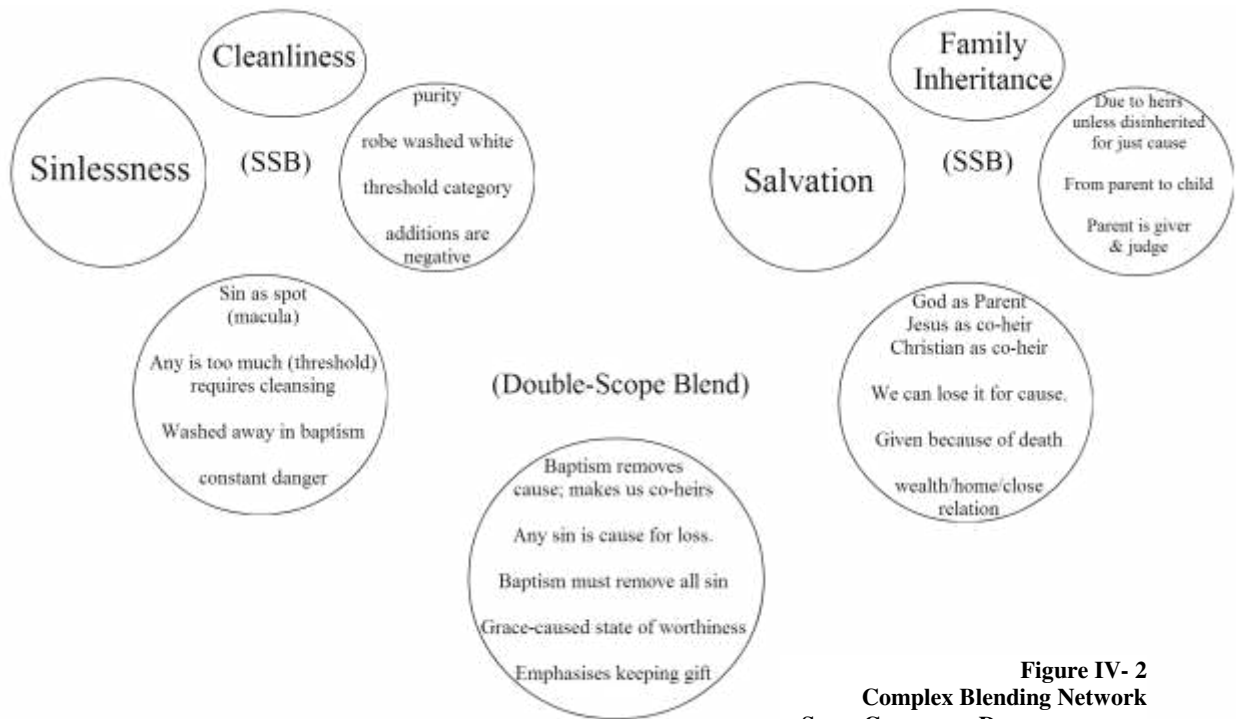 Cleanliness
Sinlessness
(SSB)
purity
robe washed white
threshold category
additions are
negative
Sin as spot
(macula)
Any is too much (threshold)
requires cleansing
Washed away in baptism
constant danger
Family
Inheritance
Salvation
(SSB)
Due to heirs
unless disinherited
for just cause
From parent to child
Parent is giver
& judge
God as Parent
Jesus as co-heir
Christian as co-heir
We can lose it for cause.
Given because of death
wealth/home/close
relation
(Double-Scope Blend)
Baptism removes
cause; makes us co-heirs
Any sin is cause for loss.
Baptism must remove all sin
Grace-caused state of worthiness
Emphasises keeping gift
Figure IV- 2
Complex Blending Network